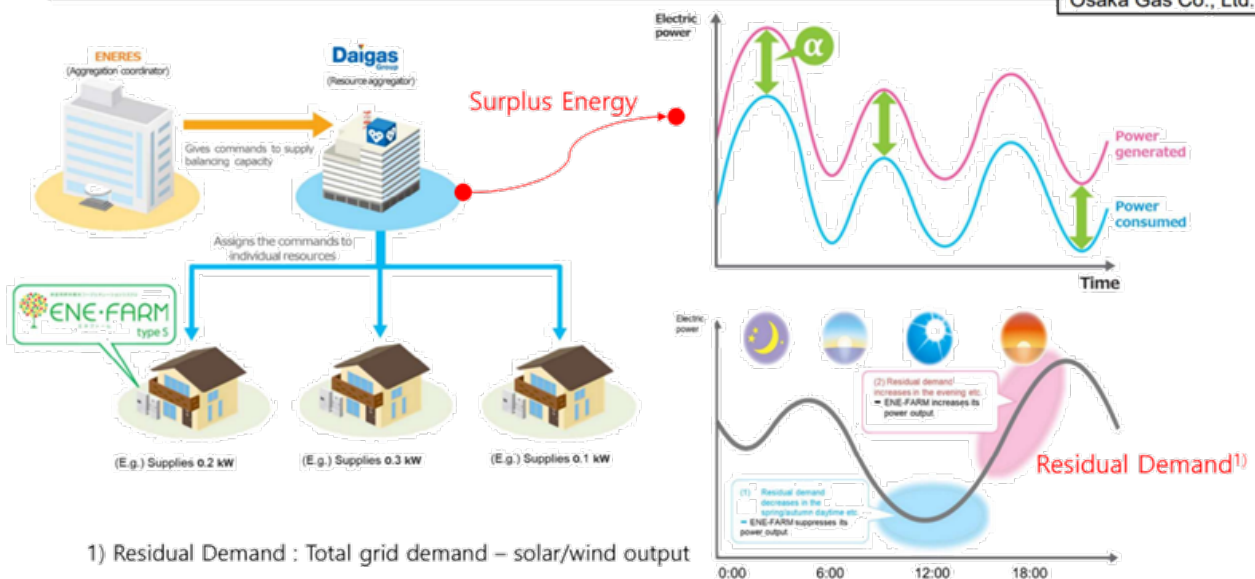 Osaka Gas Co., Ltd.
ENERES
(Aggregation coordinator)
Daigas
Group
(Resource aggregator)
Gives commands to supply
balancing capacity
Surplus Energy
Electric
power
α
Power
generated
Power
consumed
Time
Assigns the commands to
individual resources
ENE·FARM
type S
(E.g.) Supplies 0.2 kW
(E.g.) Supplies 0.3 kW
(E.g.) Supplies 0.1 kW
Electric
power
(2) Residual demand
increases in the evening etc.
ENE-FARM increases its
power output
Residual Demand1)
(1) Residual demand
decreases in the
spring/autumn daytime etc.
ENE-FARM suppresses its
power output
0:00 6:00 12:00 18:00
1) Residual Demand : Total grid demand – solar/wind output